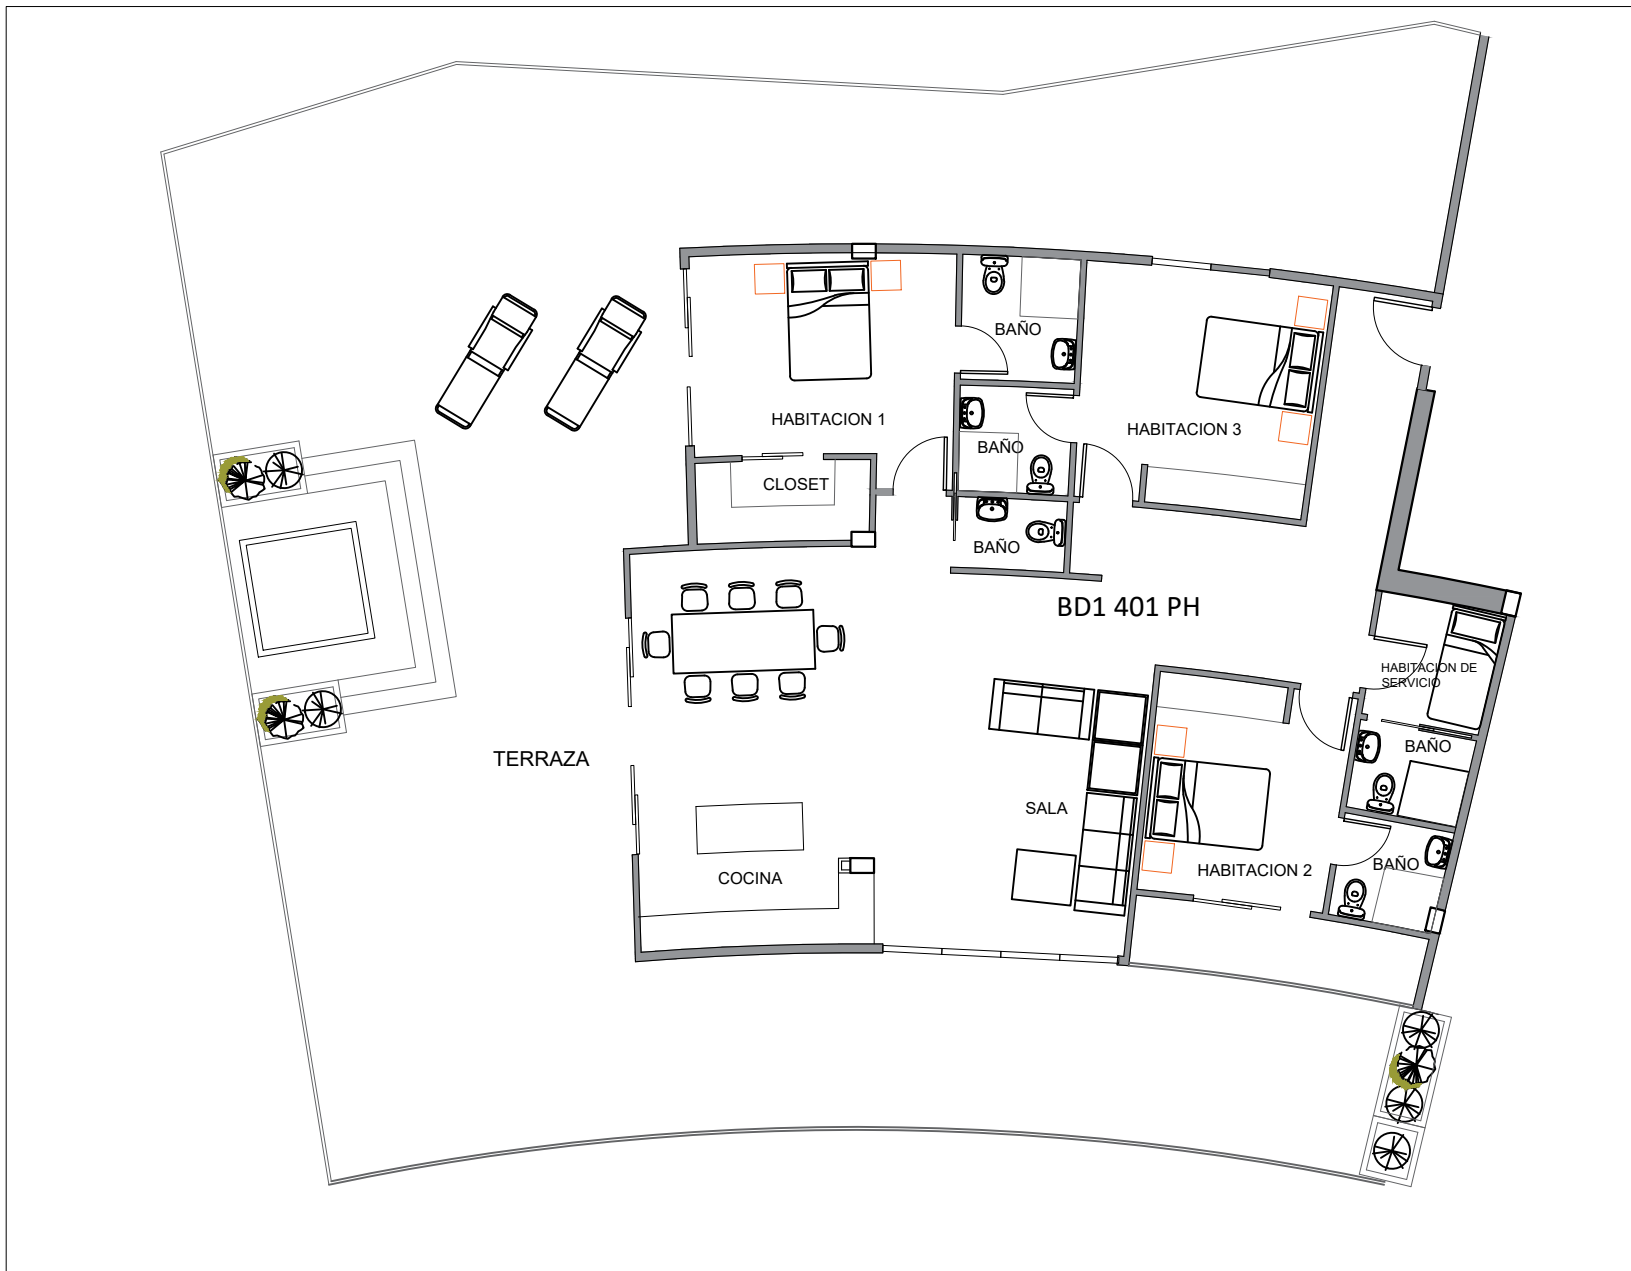 BAÑO
HABITACION 1
HABITACION 3
BAÑO
CLOSET
BAÑO
BD1 401 PH
HABITACION DE
SERVICIO
BAÑO
TERRAZA
SALA
BAÑO
HABITACION 2
COCINA